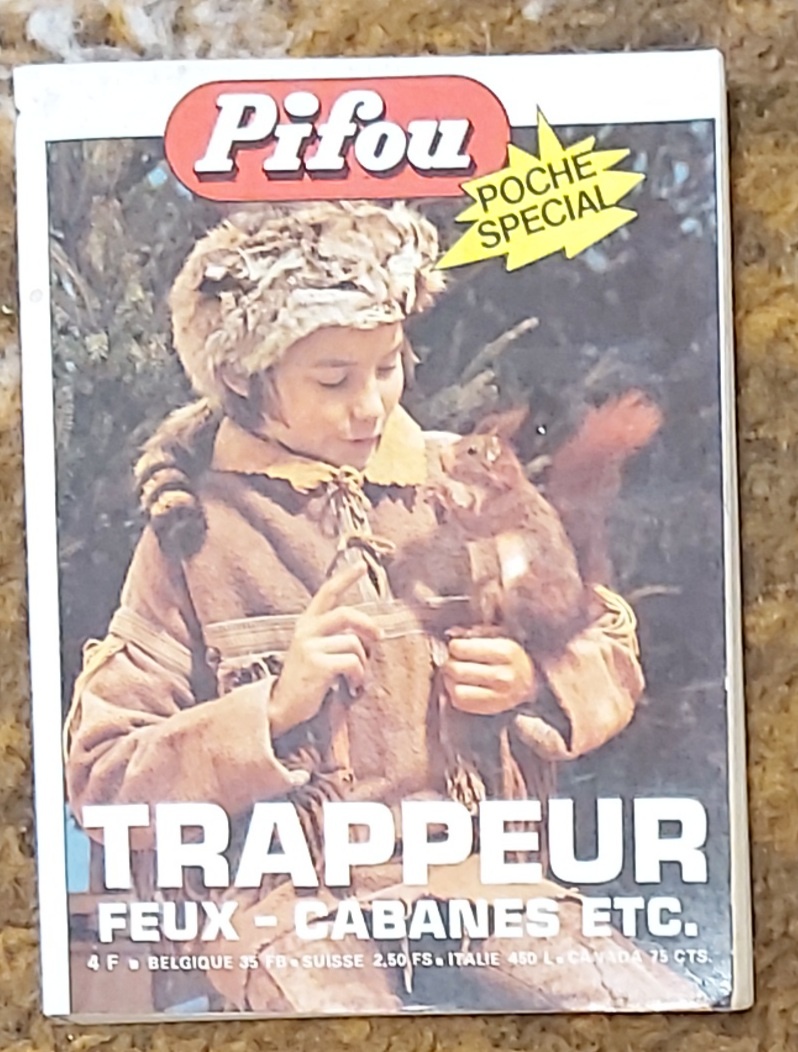 Pifou
POCHE
SPECIAL
TRAPPEUR
FEUX - CABANES ETC.
4 F ■ BELGIQUE 35 FB ■ SUISSE 2,50 FS ■ ITALIE 450 L ■ CANADA 75 CTS.